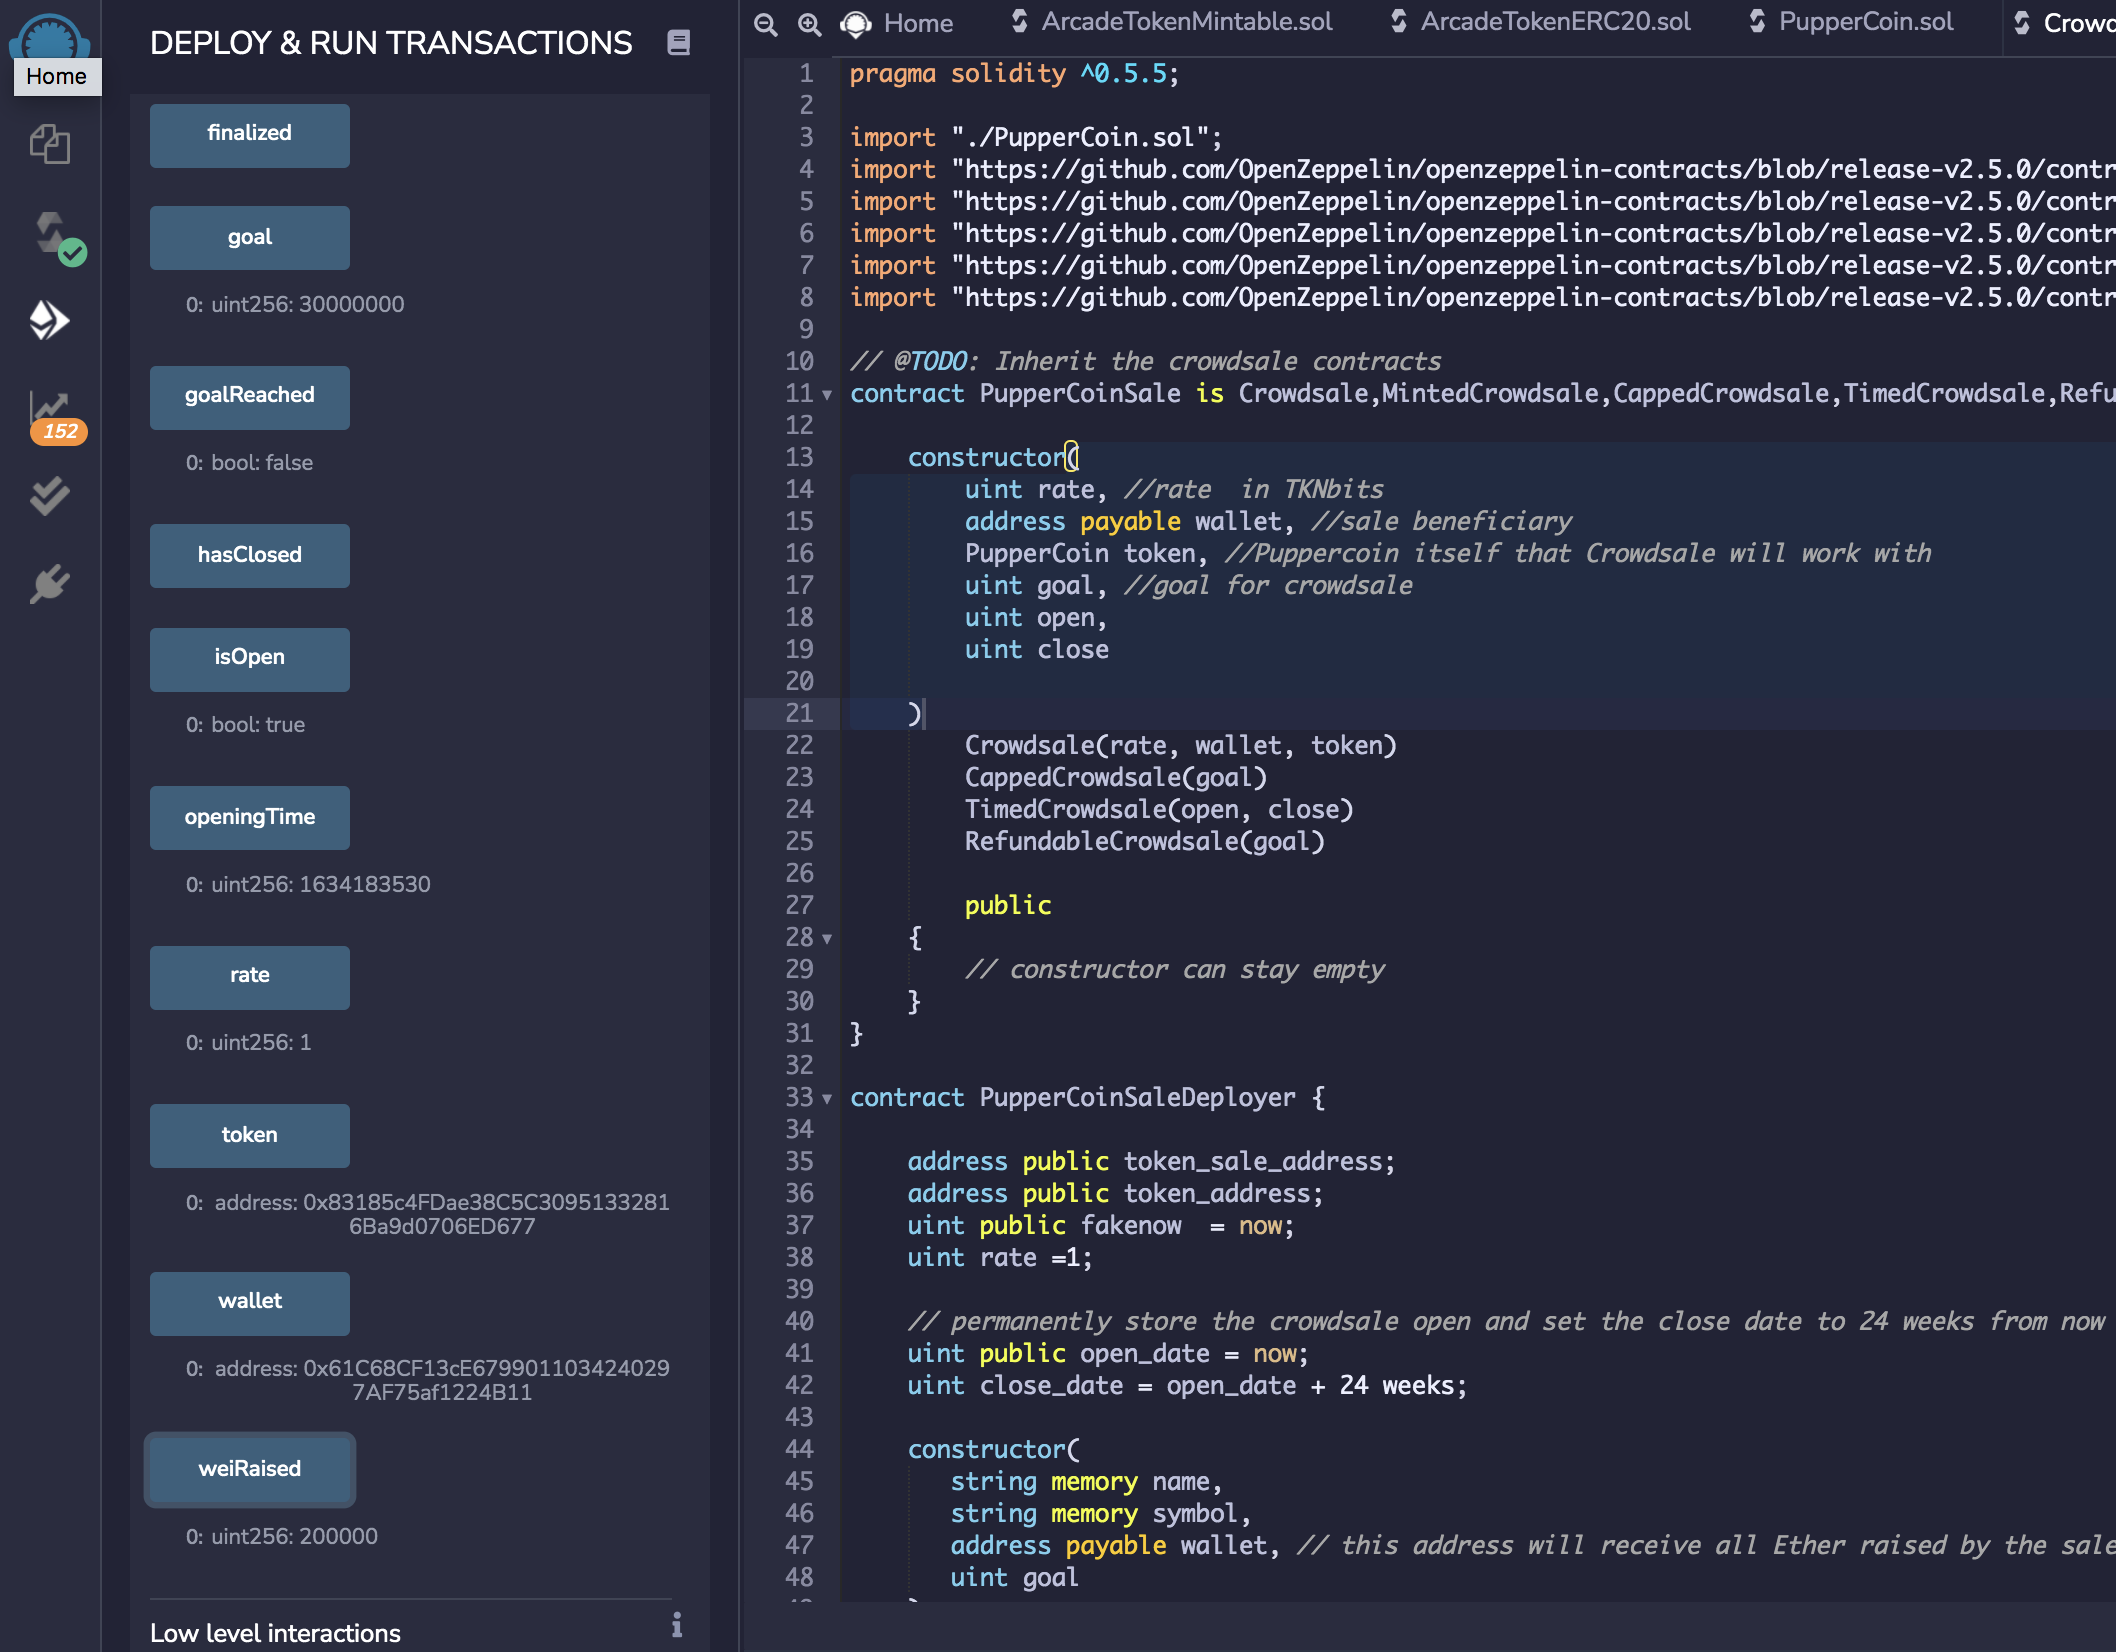 Home
DEPLOY & RUN TRANSACTIONS
152
finalized
goal
0: uint256: 30000000
goalReached
0: bool: false
hasClosed
isOpen
0: bool: true
openingTime
0: uint256: 1634183530
rate
0: uint256: 1
token
0: address: 0x83185c4FDae38C5C3095133281
6Ba9d0706ED677
wallet
0: address: 0x61C68CF13cE679901103424029
7AF75af1224B11
weiRaised
0: uint256: 200000
Low level interactions
Home ArcadeTokenMintable.sol ArcadeTokenERC20.sol PupperCoin.sol Crowd
1 pragma solidity ^0.5.5;
2
3 import "./PupperCoin.sol";
4 import "https://github.com/OpenZeppelin/openzeppelin-contracts/blob/release-v2.5.0/contr
5 import "https://github.com/OpenZeppelin/openzeppelin-contracts/blob/release-v2.5.0/contr
6 import "https://github.com/OpenZeppelin/openzeppelin-contracts/blob/release-v2.5.0/contr
7 import "https://github.com/OpenZeppelin/openzeppelin-contracts/blob/release-v2.5.0/contr
8 import "https://github.com/OpenZeppelin/openzeppelin-contracts/blob/release-v2.5.0/contr
9
10 // @TODO: Inherit the crowdsale contracts
11 contract PupperCoinSale is Crowdsale,MintedCrowdsale,CappedCrowdsale,TimedCrowdsale,Refu
12
13 constructor(
14 uint rate, //rate  in TKNbits
15 address payable wallet, //sale beneficiary
16 PupperCoin token, //Puppercoin itself that Crowdsale will work with
17 uint goal, //goal for crowdsale
18 uint open,
19 uint close
20
21 )
22 Crowdsale(rate, wallet, token)
23 CappedCrowdsale(goal)
24 TimedCrowdsale(open, close)
25 RefundableCrowdsale(goal)
26
27 public
28 {
29 // constructor can stay empty
30 }
31 }
32
33 contract PupperCoinSaleDeployer {
34
35 address public token_sale_address;
36 address public token_address;
37 uint public fakenow  = now;
38 uint rate =1;
39
40 // permanently store the crowdsale open and set the close date to 24 weeks from now
41 uint public open_date = now;
42 uint close_date = open_date + 24 weeks;
43
44 constructor(
45 string memory name,
46 string memory symbol,
47 address payable wallet, // this address will receive all Ether raised by the sale
48 uint goal